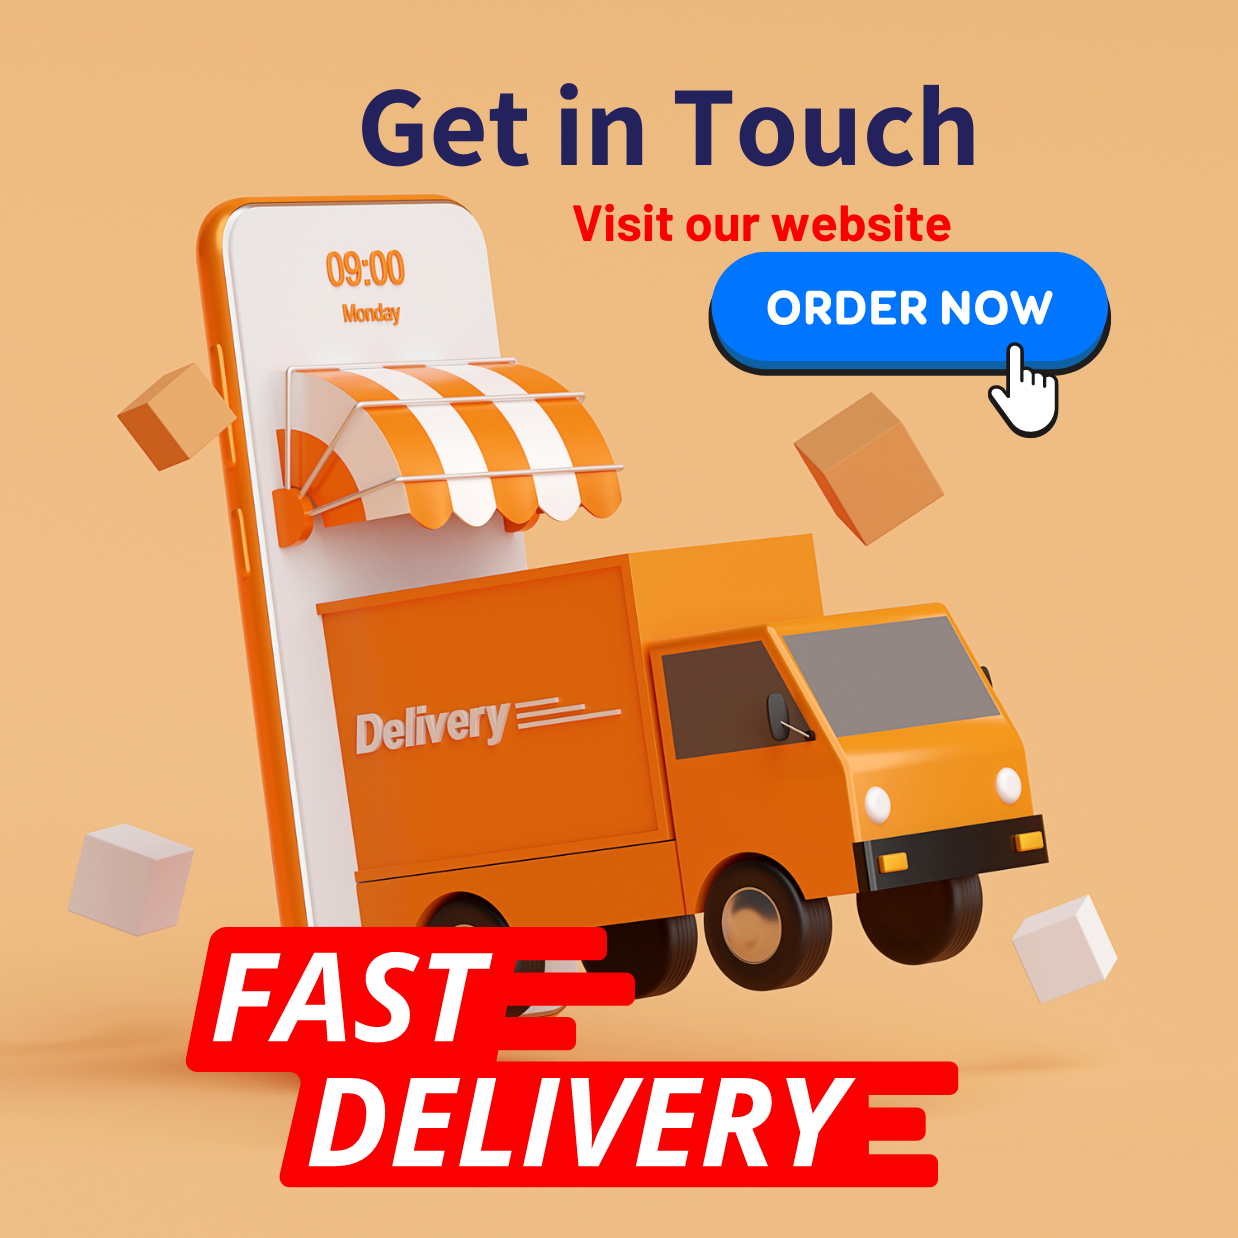 Get in Touch
Visit our website
ORDER NOW
09:00
Monday
Delivery
FAST
DELIVERY